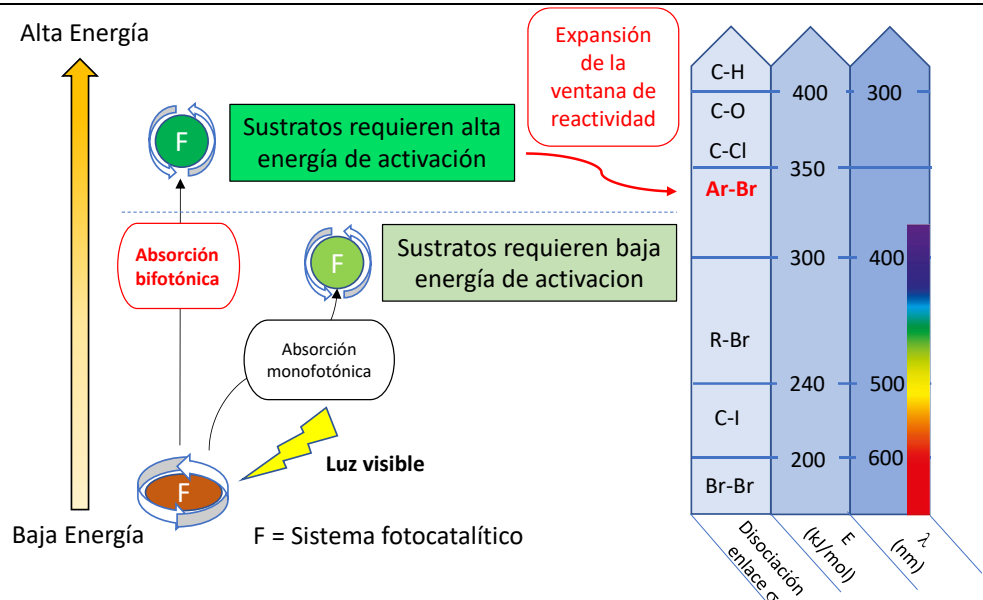 Alta Energía
F
Sustratos requieren alta
energía de activación
Expansión
de la
ventana de
reactividad
Absorción
bifotónica
F
Sustratos requieren baja
energía de activacion
Absorción
monofotónica
Luz visible
F
Baja Energía
F = Sistema fotocatalítico
C-H
C-O
C-Cl
Ar-Br
R-Br
C-I
Br-Br
400
350
300
240
200
300
400
500
600
Disociación
enlace σ
E
(kJ/mol)
λ
(nm)